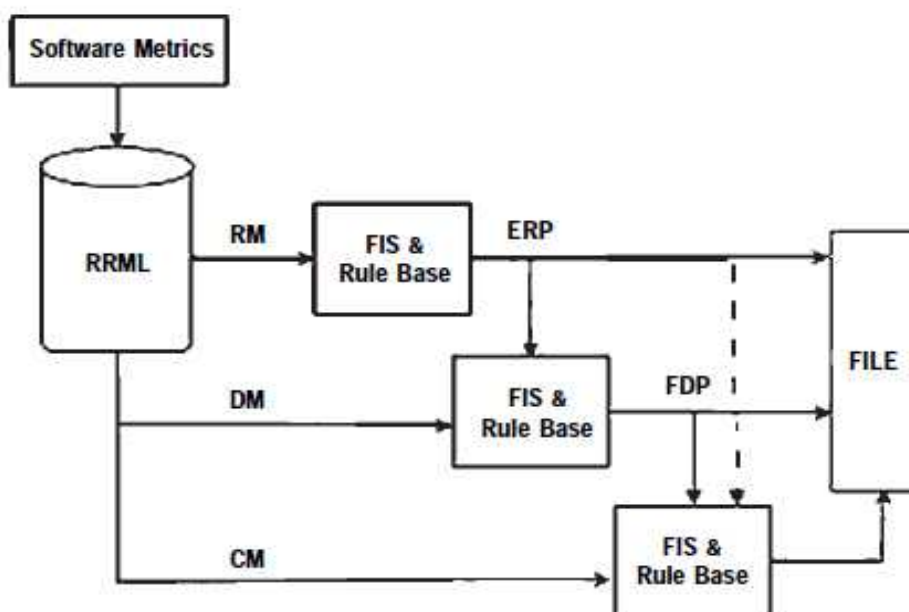 Software Metrics
RRML
RM
FIS &
Rule Base
ERP
FILE
DM
FIS &
Rule Base
FDP
CM
FIS &
Rule Base